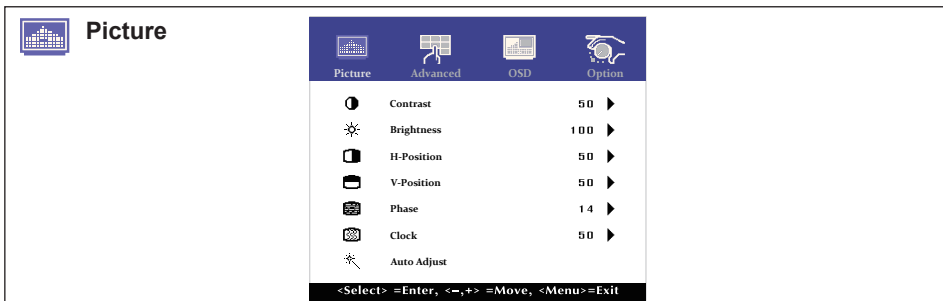 Picture
Picture Advanced OSD Option
Contrast 50
Brightness 100
H-Position 50
V-Position 50
Phase 14
Clock 50
Auto Adjust
<Select> =Enter, <−,+> =Move, <Menu>=Exit